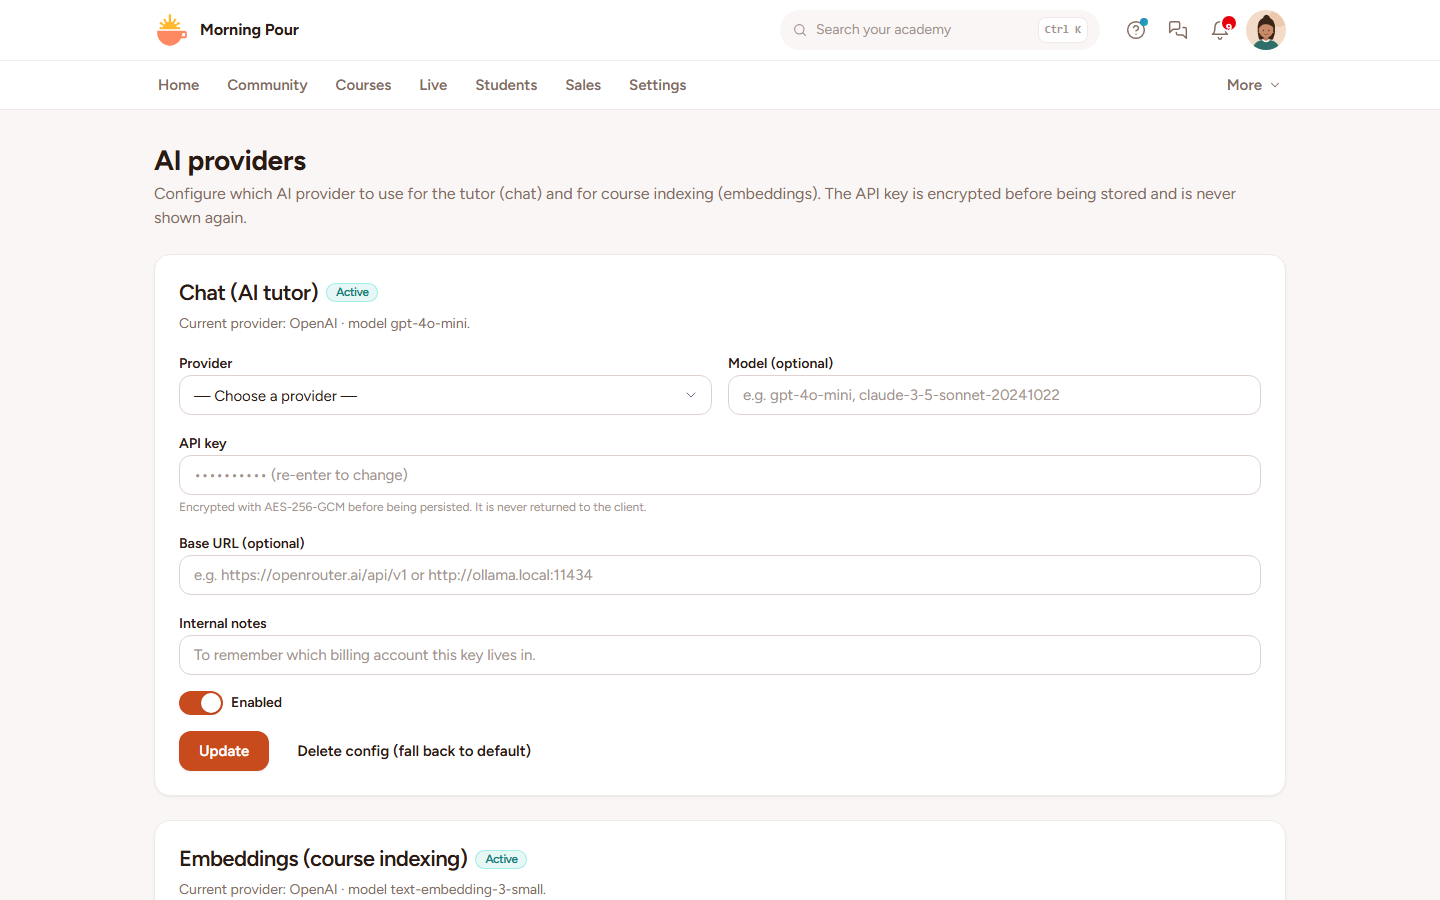 Morning Pour
Search your academy
Ctrl K
9
Home
Community
Courses
Live
Students
Sales
Settings
More
AI providers
Configure which AI provider to use for the tutor (chat) and for course indexing (embeddings). The API key is encrypted before being stored and is never
shown again.
Chat (AI tutor)
Active
Current provider: OpenAI · model gpt-4o-mini.
Provider
Model (optional)
— Choose a provider —
e.g. gpt-4o-mini, claude-3-5-sonnet-20241022
API key
•••••••••• (re-enter to change)
Encrypted with AES-256-GCM before being persisted. It is never returned to the client.
Base URL (optional)
e.g. https://openrouter.ai/api/v1 or http://ollama.local:11434
Internal notes
To remember which billing account this key lives in.
Enabled
Update
Delete config (fall back to default)
Embeddings (course indexing)
Active
Current provider: OpenAI · model text-embedding-3-small.